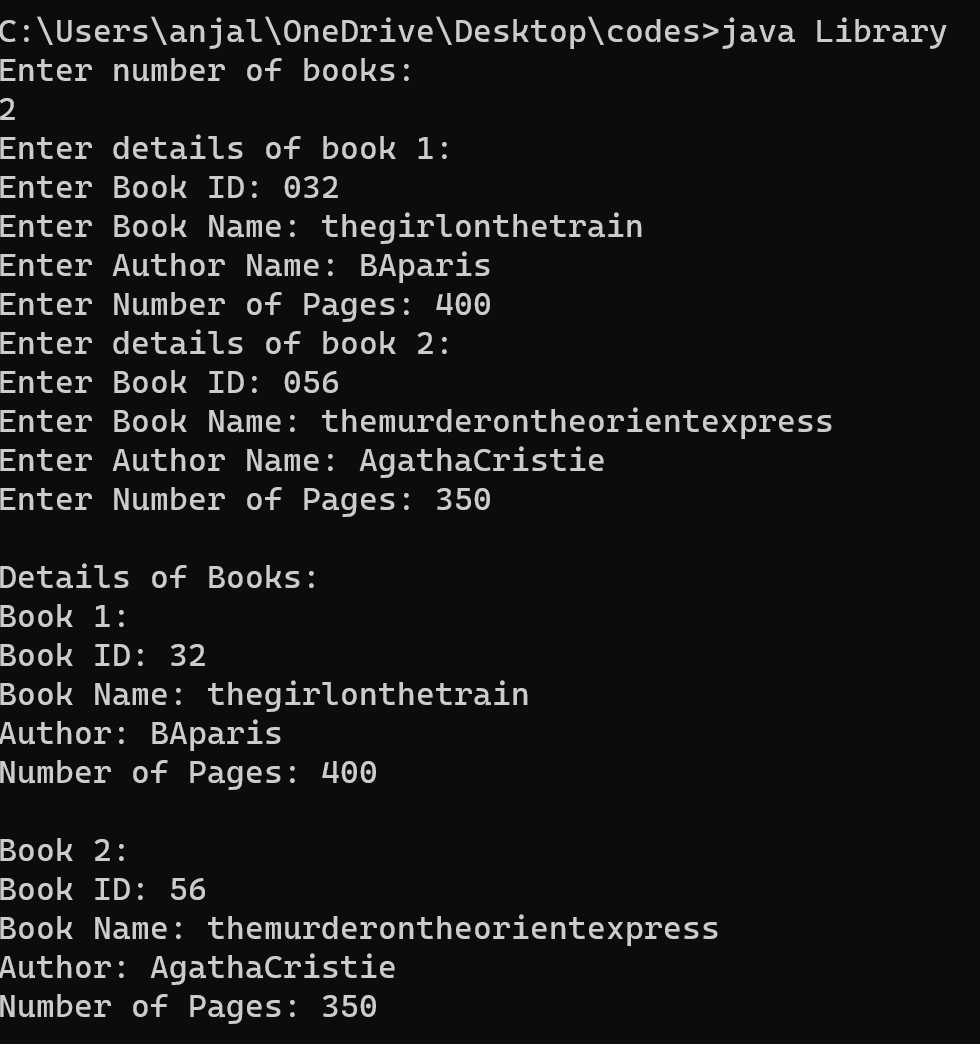 C:\Users\anjal\OneDrive\Desktop\codes>java Library
Enter number of books:
2
Enter details of book 1:
Enter Book ID: 032
Enter Book Name: thegirlonthetrain
Enter Author Name: BAparis
Enter Number of Pages: 400
Enter details of book 2:
Enter Book ID: 056
Enter Book Name: themurderontheorientexpress
Enter Author Name: AgathaCristie
Enter Number of Pages: 350
Details of Books:
Book 1:
Book ID: 32
Book Name: thegirlonthetrain
Author: BAparis
Number of Pages: 400
Book 2:
Book ID: 56
Book Name: themurderontheorientexpress
Author: AgathaCristie
Number of Pages: 350